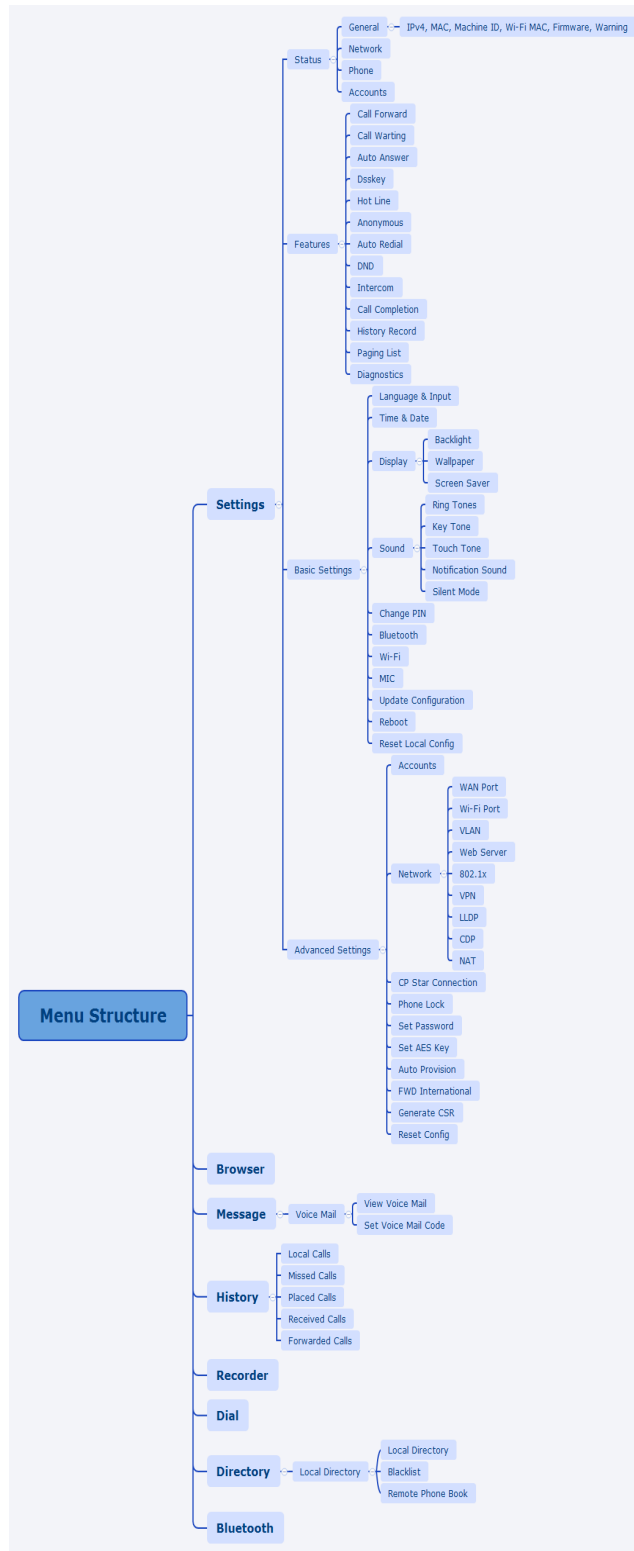 General
IPv4, MAC, Machine ID, Wi-Fi MAC, Firmware, Warning
Network
Status
Phone
Accounts
Call Forward
Call Warting
Auto Answer
Dsskey
Hot Line
Anonymous
Features
Auto Redial
DND
Intercom
Call Completion
History Record
Paging List
Diagnostics
Language & Input
Time & Date
Backlight
Display
Wallpaper
Screen Saver
Settings
Ring Tones
Key Tone
Sound
Touch Tone
Basic Settings
Notification Sound
Silent Mode
Change PIN
Bluetooth
Wi-Fi
MIC
Update Configuration
Reboot
Reset Local Config
Accounts
WAN Port
Wi-Fi Port
VLAN
Web Server
Network
802.1x
VPN
LLDP
CDP
Advanced Settings
NAT
CP Star Connection
Phone Lock
Menu Structure
Set Password
Set AES Key
Auto Provision
FWD International
Generate CSR
Reset Config
Browser
Message
Voice Mail
View Voice Mail
Set Voice Mail Code
Local Calls
Missed Calls
History
Placed Calls
Received Calls
Forwarded Calls
Recorder
Dial
Directory
Local Directory
Local Directory
Blacklist
Remote Phone Book
Bluetooth